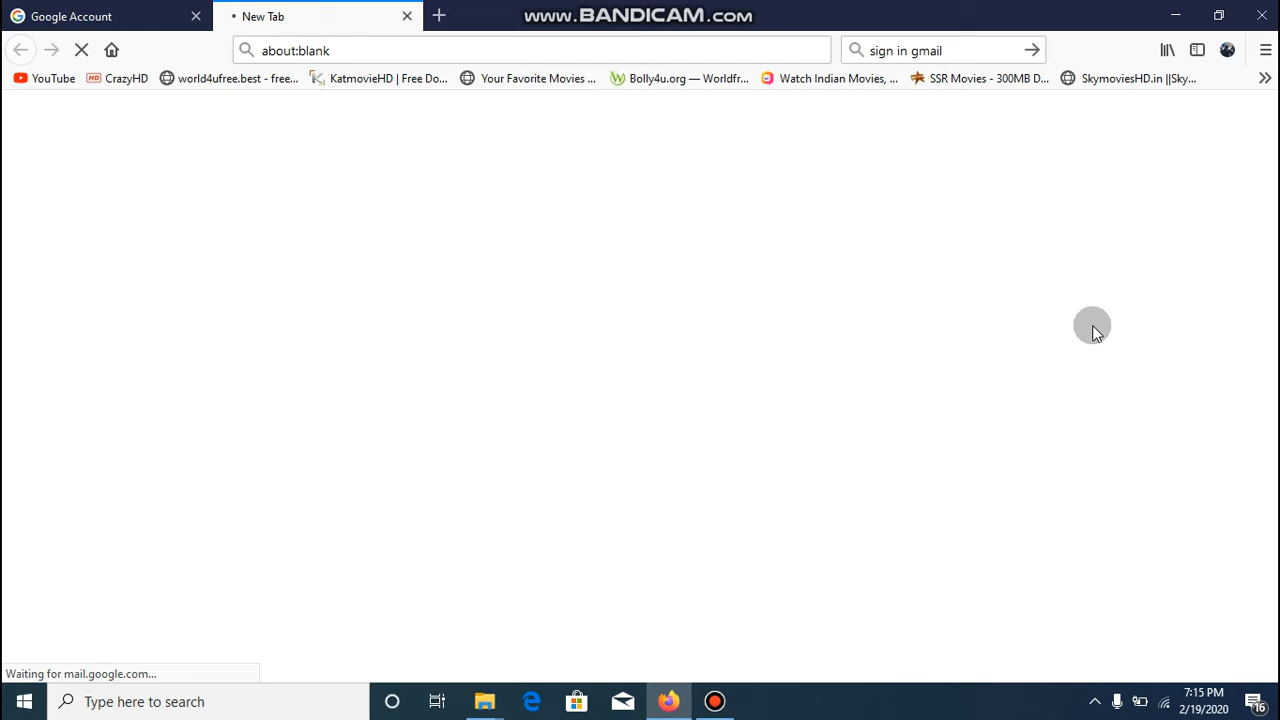 Google Account
New Tab
www.BANDICAM.com
about:blank
sign in gmail
YouTube
HD CrazyHD
world4ufree.best - free...
KatmovieHD | Free Do...
Your Favorite Movies ...
Bolly4u.org — Worldfr...
Watch Indian Movies, ...
SSR Movies - 300MB D...
SkymoviesHD.in ||Sky...
Waiting for mail.google.com...
Type here to search
7:15 PM
2/19/2020
16